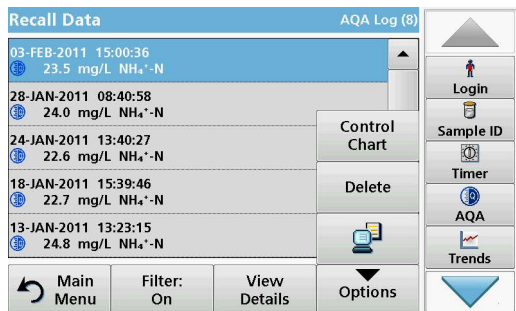 Recall Data AQA Log (8)
03-FEB-2011 15:00:36
23.5 mg/L NH₄⁺-N
28-JAN-2011 08:40:58
24.0 mg/L NH₄⁺-N
24-JAN-2011 13:40:27
22.6 mg/L NH₄⁺-N
18-JAN-2011 15:39:46
22.7 mg/L NH₄⁺-N
13-JAN-2011 13:23:15
24.8 mg/L NH₄⁺-N
Control
Chart
Delete
Main
Menu
Filter:
On
View
Details
Options
Login
Sample ID
Timer
AQA
Trends